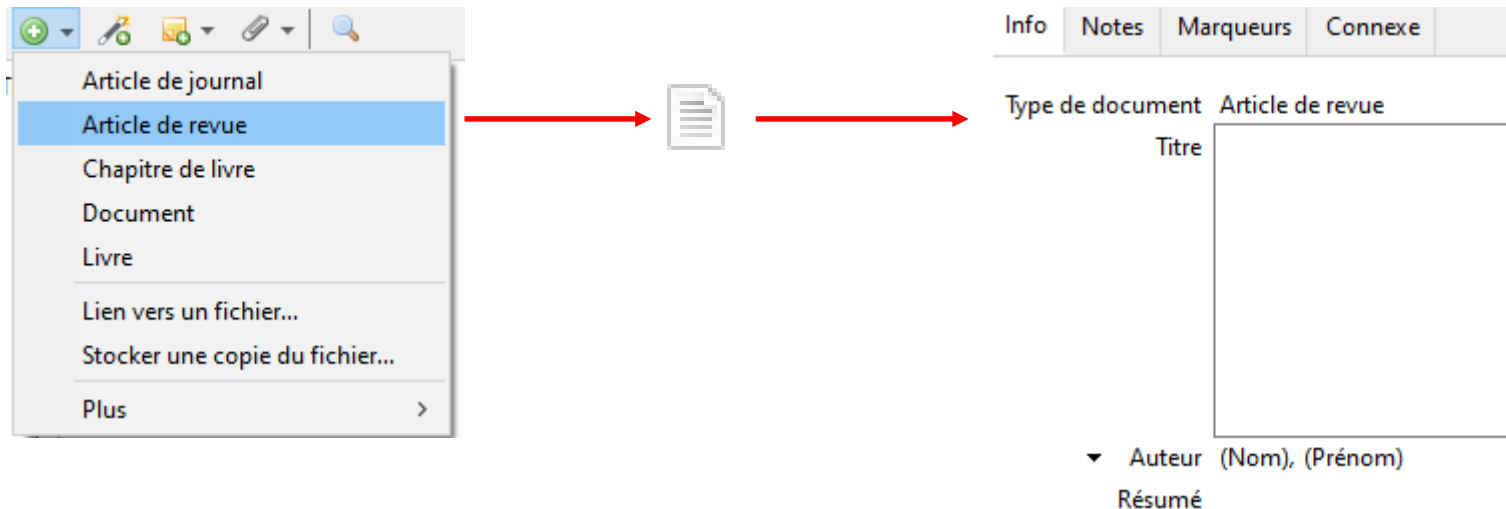 Article de journal
Article de revue
Chapitre de livre
Document
Livre
Lien vers un fichier...
Stocker une copie du fichier...
Plus
Info Notes Marqueurs Connexe
Type de document Article de revue
Titre
Auteur (Nom), (Prénom)
Résumé